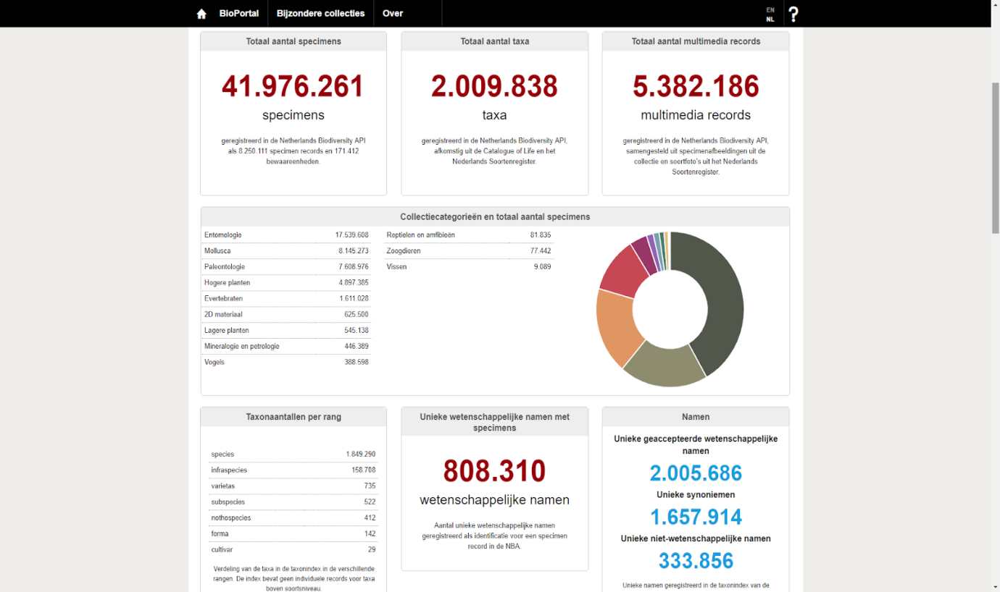 BioPortal
Bijzondere collecties
Over
EN
NL
?
Totaal aantal specimens
41.976.261
specimens
geregistreerd in de Netherlands Biodiversity API
als 8.250.111 specimen records en 171.412
bewaareenheden.
Totaal aantal taxa
2.009.838
taxa
geregistreerd in de Netherlands Biodiversity API,
afkomstig uit de Catalogue of Life en het
Nederlands Soortenregister.
Totaal aantal multimedia records
5.382.186
multimedia records
geregistreerd in de Netherlands Biodiversity API,
samengesteld uit specimenafbeeldingen uit de
collectie en soortfoto's uit het Nederlands
Soortenregister.
Collectiecategorieën en totaal aantal specimens
Entomologie 17.539.608
Mollusca 8.145.273
Paleontologie 7.608.976
Hogere planten 4.897.385
Evertebraten 1.611.028
2D materiaal 625.500
Lagere planten 545.138
Mineralogie en petrologie 446.389
Vogels 388.598
Reptielen en amfibieën 81.835
Zoogdieren 77.442
Vissen 9.089
Taxonaantallen per rang
species 1.849.290
infraspecies 158.708
varietas 735
subspecies 522
nothospecies 412
forma 142
cultivar 29
Verdeling van de taxa in de taxonindex in de verschillende
rangen. De index bevat geen individuele records voor taxa
boven soortsniveau.
Unieke wetenschappelijke namen met
specimens
808.310
wetenschappelijke namen
Aantal unieke wetenschappelijke namen
geregistreerd als identificatie voor een specimen
record in de NBA.
Namen
Unieke geaccepteerde wetenschappelijke
namen
2.005.686
Unieke synoniemen
1.657.914
Unieke niet-wetenschappelijke namen
333.856
Unieke namen geregistreerd in de taxonindex van de